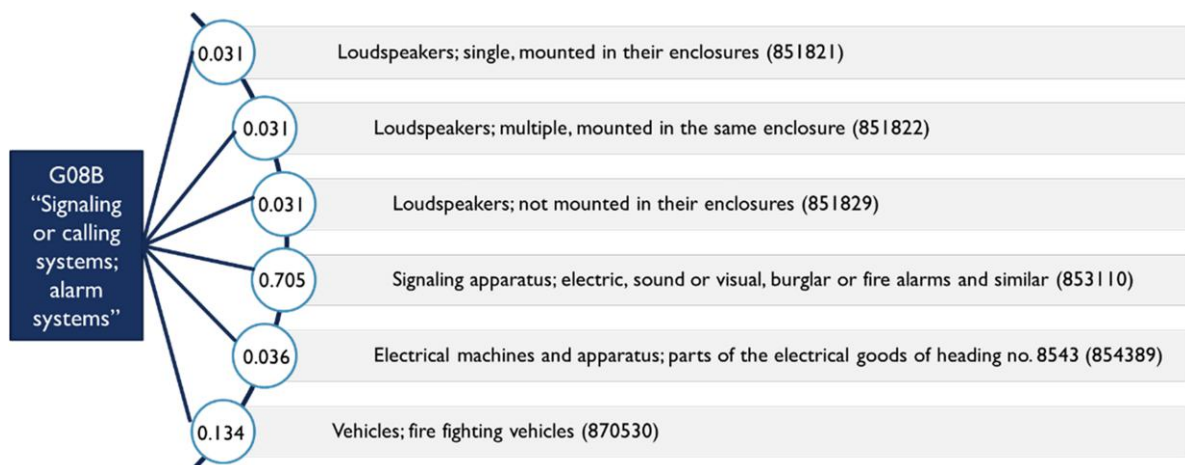 0.031
Loudspeakers; single, mounted in their enclosures (851821)
0.031
Loudspeakers; multiple, mounted in the same enclosure (851822)
G08B
“Signaling
or calling
systems;
alarm
systems”
0.031
Loudspeakers; not mounted in their enclosures (851829)
0.705
Signaling apparatus; electric, sound or visual, burglar or fire alarms and similar (853110)
0.036
Electrical machines and apparatus; parts of the electrical goods of heading no. 8543 (854389)
0.134
Vehicles; fire fighting vehicles (870530)